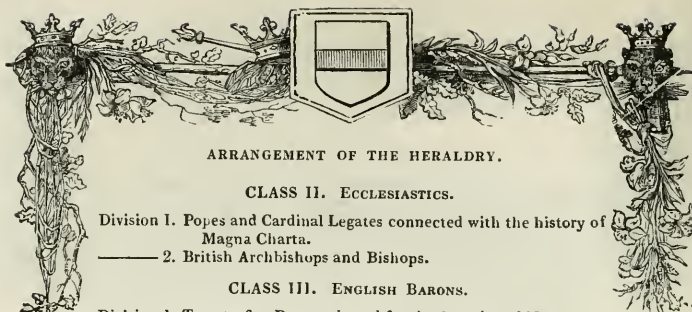 ARRANGEMENT OF THE HERALDRY.
CLASS II. ECCLESIASTICS.
Division 1. Popes and Cardinal Legates connected with the history of
Magna Charta.
——— 2. British Archbishops and Bishops.
CLASS III. ENGLISH BARONS.